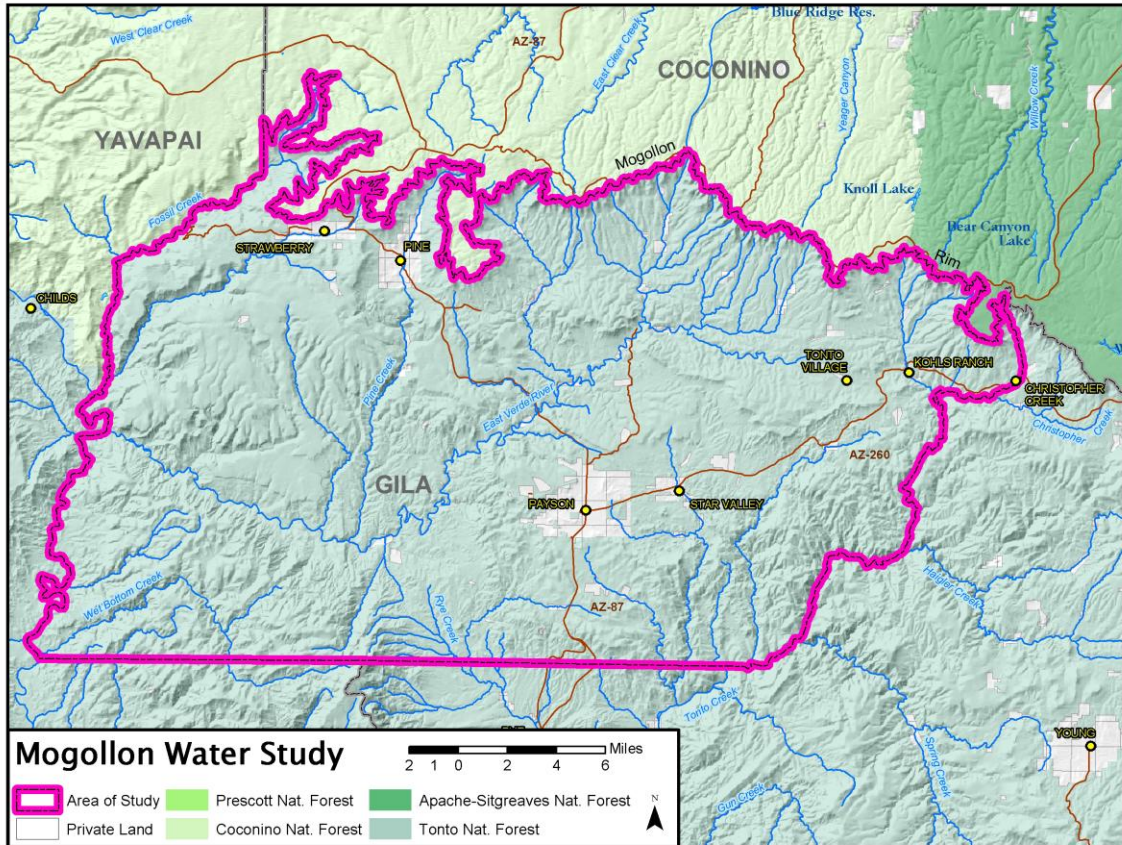 West Clear Creek
AZ-87
East Clear Creek
Blue Ridge Res.
COCONINO
Yeager Canyon
Willow Creek
YAVAPAI
Mogollon
Knoll Lake
Fossil Creek
Bear Canyon
Lake
STRAWBERRY
PINE
Rim
CHILDS
TONTO
VILLAGE
KOHLS RANCH
CHRISTOPHER
CREEK
Pine Creek
East Verde River
Christopher Creek
AZ-260
GILA
PAYSON
STAR VALLEY
Haigler Creek
Wet Bottom Creek
Rye Creek
AZ-87
Tonto Creek
YOUNG
Spring Creek
Gun Creek
Mogollon Water Study
Miles
2 1 0 2 4 6
Area of Study
Prescott Nat. Forest
Apache-Sitgreaves Nat. Forest
Private Land
Coconino Nat. Forest
Tonto Nat. Forest
N